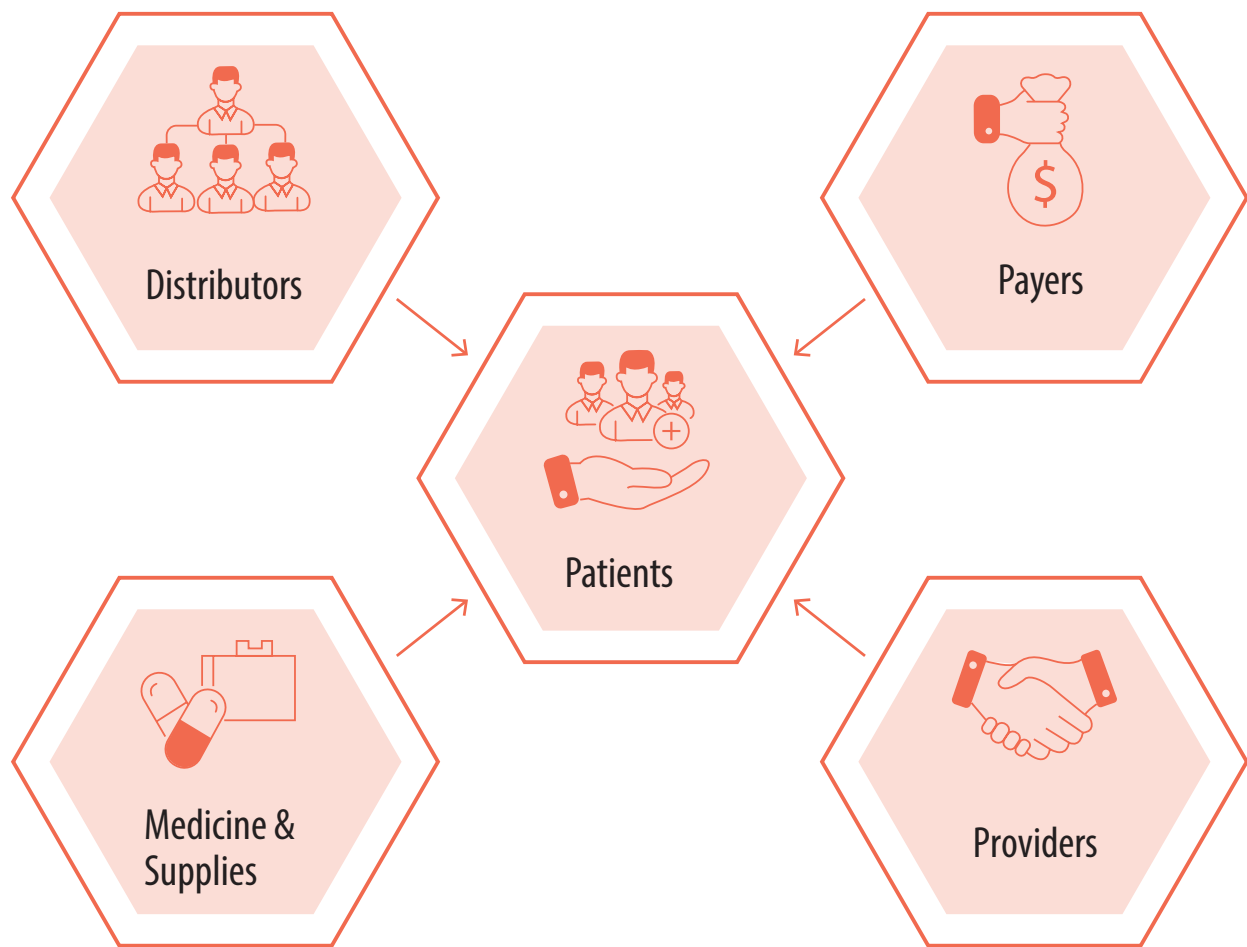 Distributors
Payers
$
Patients
Medicine &
Supplies
Providers